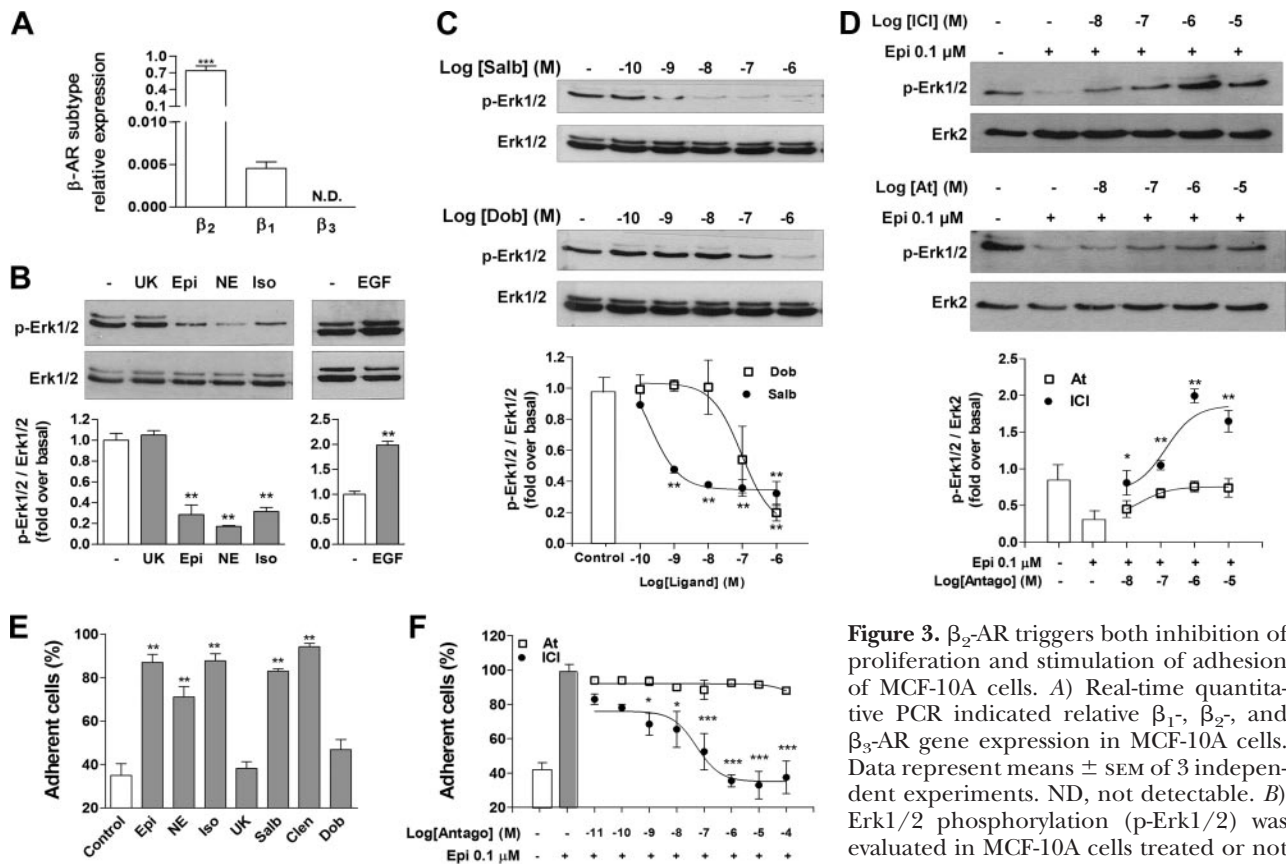 A
β-AR subtype
relative expression
1.0
0.7
0.4
0.1
0.010
0.005
0.000
***
N.D.
β2 β1 β3
B
- UK Epi NE Iso
- EGF
p-Erk1/2
Erk1/2
p-Erk1/2 / Erk1/2
(fold over basal)
1.2
1.0
0.8
0.6
0.4
0.2
0.0
** ** **
- UK Epi NE Iso
2.5
2.0
1.5
1.0
0.5
0.0
**
- EGF
C
Log [Salb] (M) - -10 -9 -8 -7 -6
p-Erk1/2
Erk1/2
Log [Dob] (M) - -10 -9 -8 -7 -6
p-Erk1/2
Erk1/2
p-Erk1/2 / Erk1/2
(fold over basal)
1.2
1.0
0.8
0.6
0.4
0.2
0.0
Dob
Salb
** ** ** ** **
Control -10 -9 -8 -7 -6
Log[Ligand] (M)
D
Log [ICI] (M) -8 -7 -6 -5
Epi 0.1 μM - + + + + +
p-Erk1/2
Erk2
Log [At] (M) -8 -7 -6 -5
Epi 0.1 μM - + + + + +
p-Erk1/2
Erk2
p-Erk1/2 / Erk2
(fold over basal)
2.5
2.0
1.5
1.0
0.5
0.0
At
ICI
* ** ** **
Epi 0.1 μM - + + + + +
Log[Antago] (M) - - -8 -7 -6 -5
E
Adherent cells (%)
100
80
60
40
20
** ** ** ** **
Control Epi NE Iso UK Salb Clen Dob
F
Adherent cells (%)
120
100
80
60
40
20
At
ICI
* * *** *** *** ***
Log[Antago] (M) - - -11 -10 -9 -8 -7 -6 -5 -4
Epi 0.1 μM - + + + + + + + + +
Figure 3. β2-AR triggers both inhibition of
proliferation and stimulation of adhesion
of MCF-10A cells. A) Real-time quantita-
tive PCR indicated relative β1-, β2-, and
β3-AR gene expression in MCF-10A cells.
Data represent means ± SEM of 3 indepen-
dent experiments. ND, not detectable. B)
Erk1/2 phosphorylation (p-Erk1/2) was
evaluated in MCF-10A cells treated or not